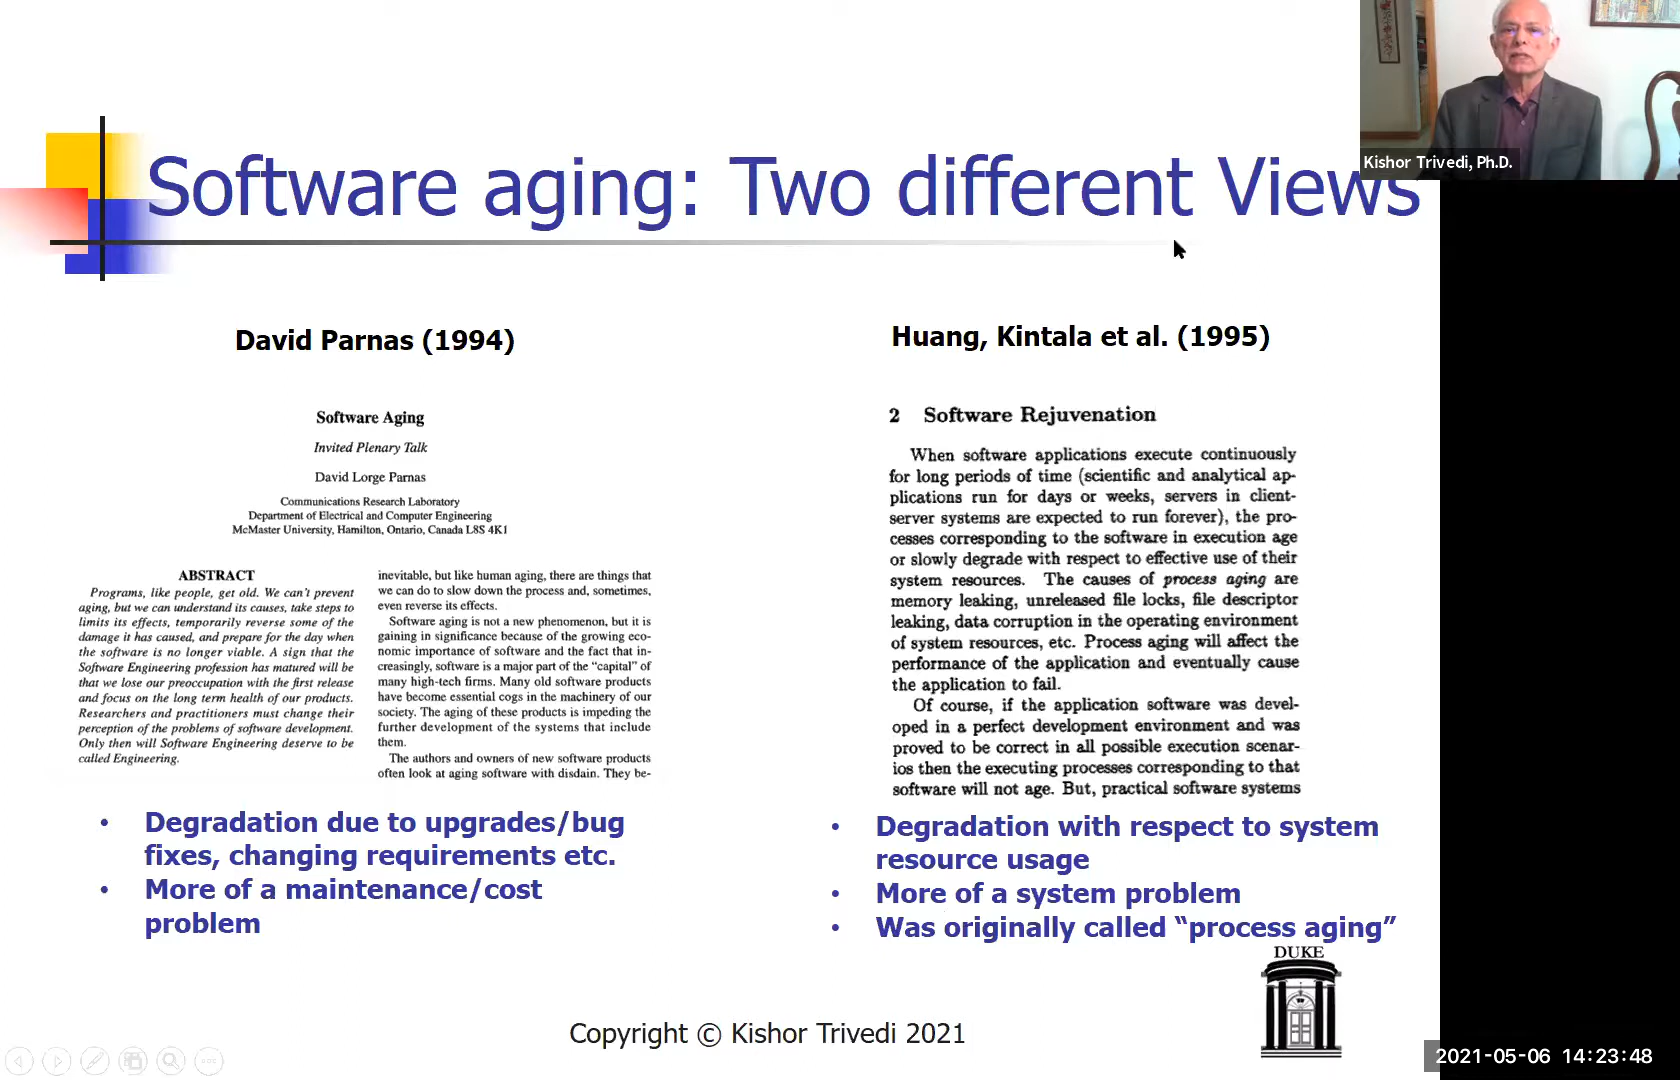 Kishor Trivedi, Ph.D.
Software aging: Two different Views
David Parnas (1994)
Software Aging
Invited Plenary Talk
David Lorge Parnas
Communications Research Laboratory
Department of Electrical and Computer Engineering
McMaster University, Hamilton, Ontario, Canada L8S 4K1
ABSTRACT
Programs, like people, get old. We can't prevent
aging, but we can understand its causes, take steps to
limits its effects, temporarily reverse some of the
damage it has caused, and prepare for the day when
the software is no longer viable. A sign that the
Software Engineering profession has matured will be
that we lose our preoccupation with the first release
and focus on the long term health of our products.
Researchers and practitioners must change their
perception of the problems of software development.
Only then will Software Engineering deserve to be
called Engineering.
inevitable, but like human aging, there are things that
we can do to slow down the process and, sometimes,
even reverse its effects.
Software aging is not a new phenomenon, but it is
gaining in significance because of the growing eco-
nomic importance of software and the fact that in-
creasingly, software is a major part of the “capital” of
many high-tech firms. Many old software products
have become essential cogs in the machinery of our
society. The aging of these products is impeding the
further development of the systems that include
them.
The authors and owners of new software products
often look at aging software with disdain. They be-
• Degradation due to upgrades/bug
fixes, changing requirements etc.
• More of a maintenance/cost
problem
Huang, Kintala et al. (1995)
2 Software Rejuvenation
When software applications execute continuously
for long periods of time (scientific and analytical ap-
plications run for days or weeks, servers in client-
server systems are expected to run forever), the pro-
cesses corresponding to the software in execution age
or slowly degrade with respect to effective use of their
system resources. The causes of process aging are
memory leaking, unreleased file locks, file descriptor
leaking, data corruption in the operating environment
of system resources, etc. Process aging will affect the
performance of the application and eventually cause
the application to fail.
Of course, if the application software was devel-
oped in a perfect development environment and was
proved to be correct in all possible execution scenar-
ios then the executing processes corresponding to that
software will not age. But, practical software systems
• Degradation with respect to system
resource usage
• More of a system problem
• Was originally called “process aging”
DUKE
Copyright © Kishor Trivedi 2021
2021-05-06 14:23:48